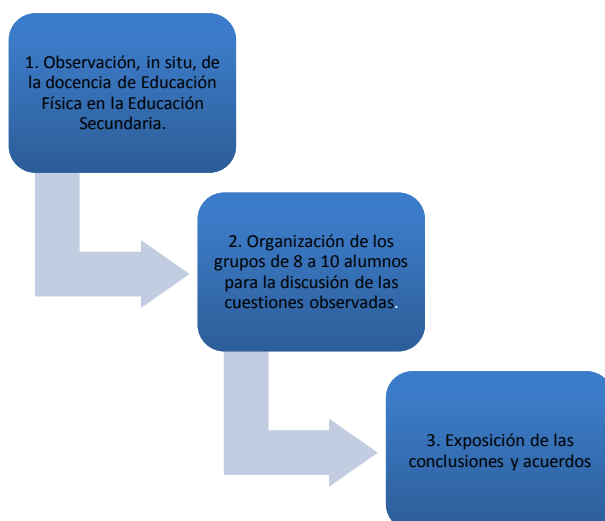 1. Observación, in situ, de
la docencia de Educación
Física en la Educación
Secundaria.
2. Organización de los
grupos de 8 a 10 alumnos
para la discusión de las
cuestiones observadas.
3. Exposición de las
conclusiones y acuerdos